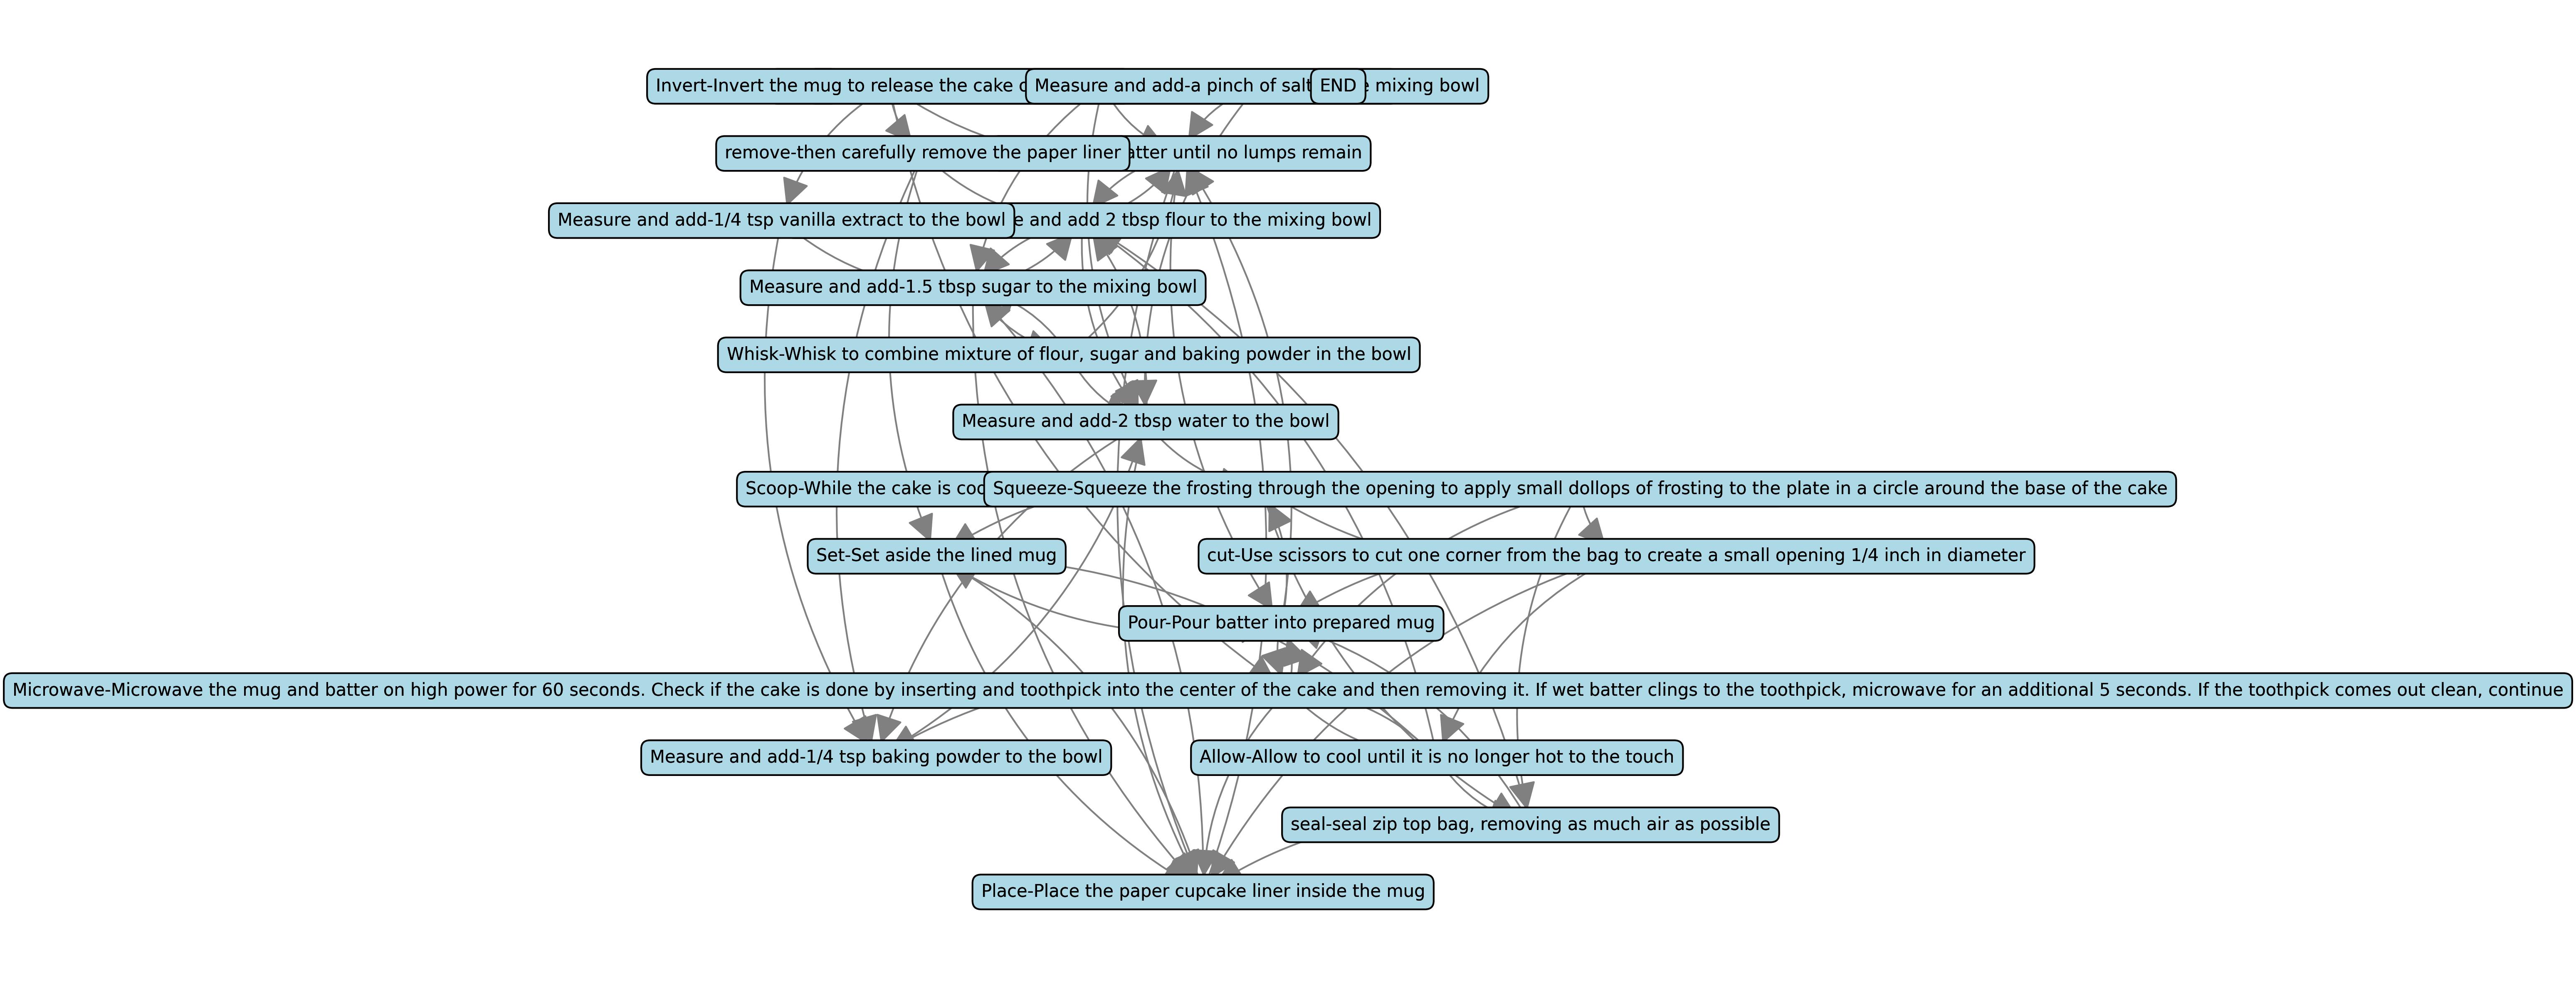 Invert-Invert the mug to release the cake
Measure and add-a pinch of salt
END
mixing bowl
remove-then carefully remove the paper liner
until no lumps remain
Measure and add-1/4 tsp vanilla extract to the bowl
and add 2 tbsp flour to the mixing bowl
Measure and add-1.5 tbsp sugar to the mixing bowl
Whisk-Whisk to combine mixture of flour, sugar and baking powder in the bowl
Measure and add-2 tbsp water to the bowl
Scoop-While the cake is
Squeeze-Squeeze the frosting through the opening to apply small dollops of frosting to the plate in a circle around the base of the cake
Set-Set aside the lined mug
cut-Use scissors to cut one corner from the bag to create a small opening 1/4 inch in diameter
Pour-Pour batter into prepared mug
Microwave-Microwave the mug and batter on high power for 60 seconds. Check if the cake is done by inserting and toothpick into the center of the cake and then removing it. If wet batter clings to the toothpick, microwave for an additional 5 seconds. If the toothpick comes out clean, continue
Measure and add-1/4 tsp baking powder to the bowl
Allow-Allow to cool until it is no longer hot to the touch
seal-seal zip top bag, removing as much air as possible
Place-Place the paper cupcake liner inside the mug